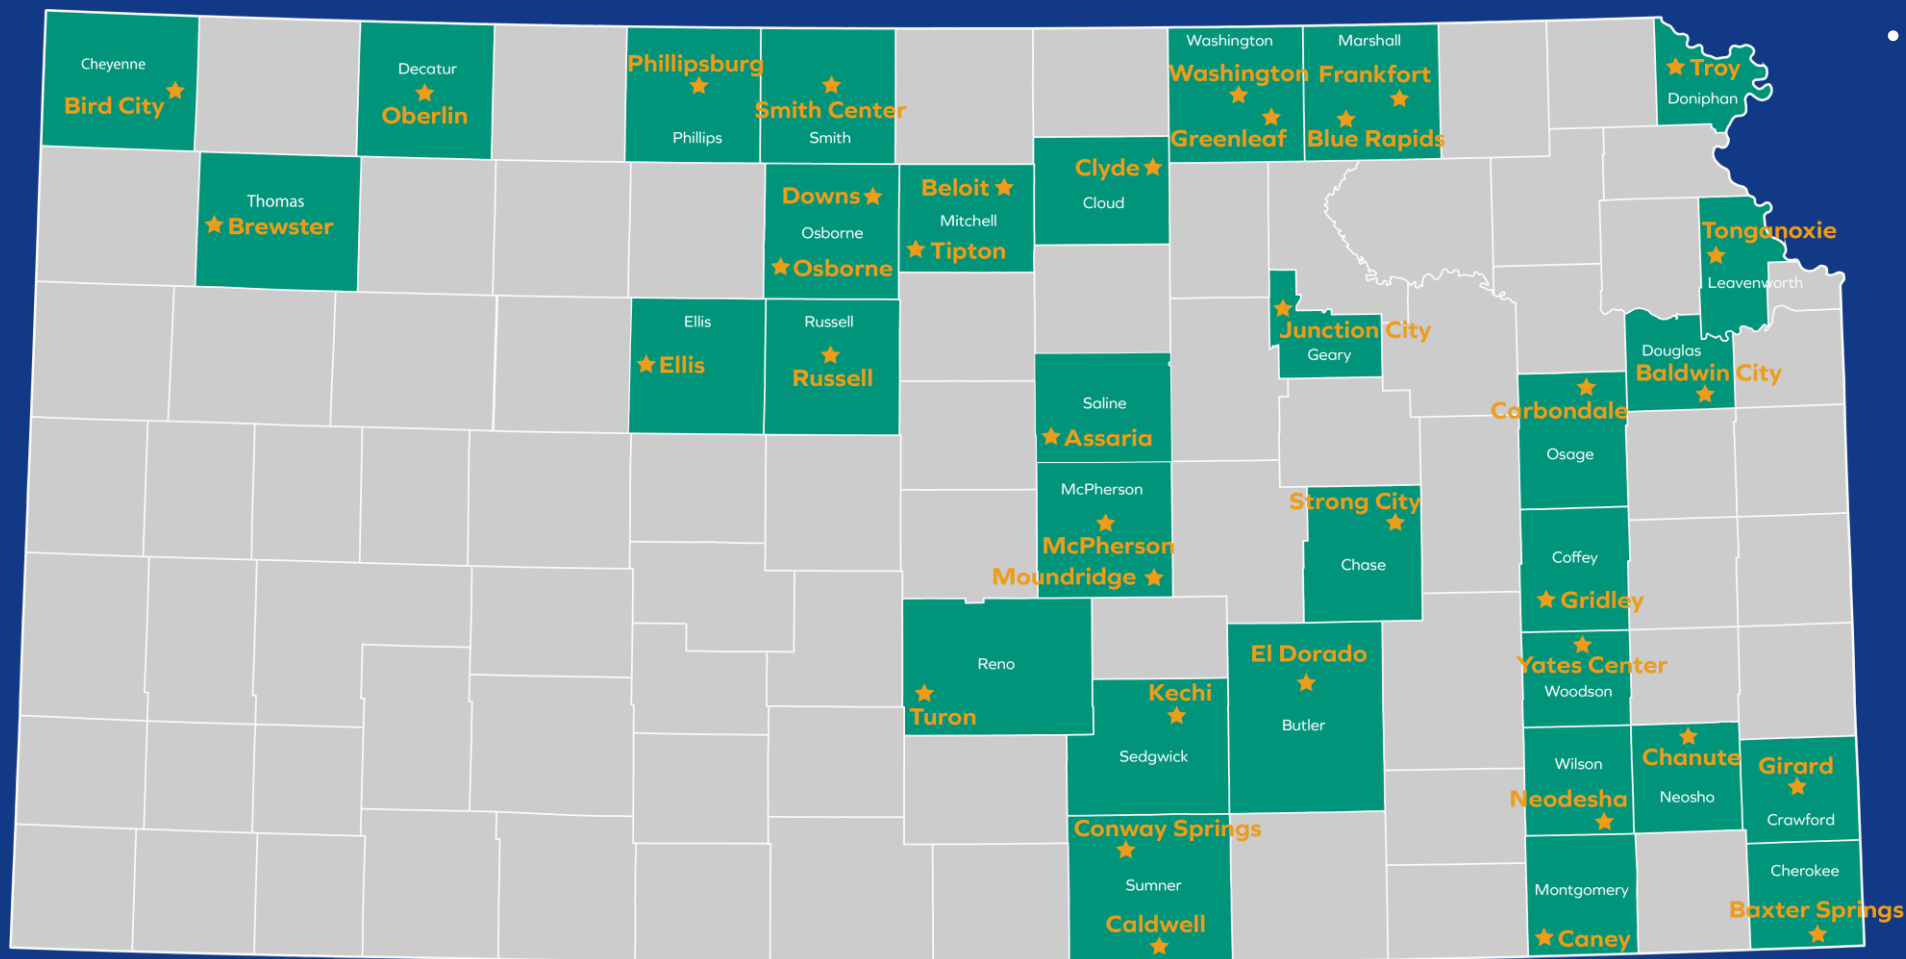 Cheyenne
Bird City
Decatur
Oberlin
Phillipsburg
Phillips
Smith Center
Smith
Washington
Washington
Greenleaf
Marshall
Frankfort
Blue Rapids
Troy
Doniphan
Thomas
Brewster
Downs
Osborne
Osborne
Beloit
Mitchell
Tipton
Clyde
Cloud
Tonganoxie
Leavenworth
Ellis
Ellis
Russell
Russell
Junction City
Geary
Douglas
Baldwin City
Saline
Assaria
Carbondale
Osage
McPherson
McPherson
Moundridge
Strong City
Chase
Coffey
Gridley
Reno
Turon
Kechi
Sedgwick
El Dorado
Butler
Yates Center
Woodson
Wilson
Neodesha
Chanute
Neosho
Girard
Crawford
Conway Springs
Sumner
Caldwell
Montgomery
Caney
Cherokee
Baxter Springs